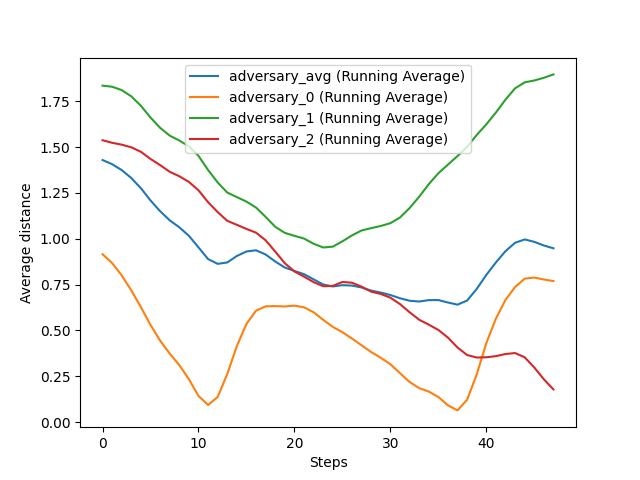 adversary_avg (Running Average)
adversary_0 (Running Average)
adversary_1 (Running Average)
adversary_2 (Running Average)
Average distance
1.75
1.50
1.25
1.00
0.75
0.50
0.25
0.00
0 10 20 30 40
Steps